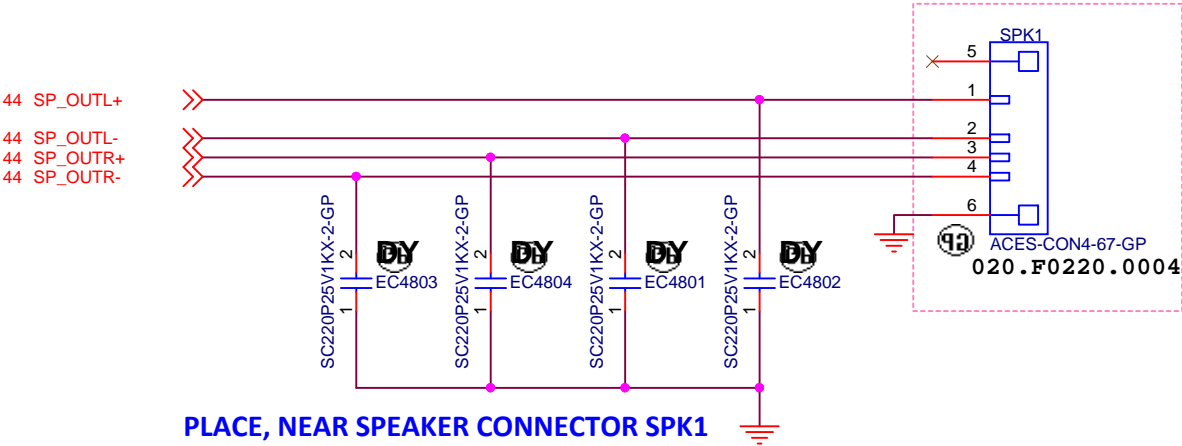 SPK1
5
44 SP_OUTL+
1
44 SP_OUTL-
2
44 SP_OUTR+
3
44 SP_OUTR-
4
6
ACES-CON4-67-GP
020.F0220.0004
SC220P25V1KX-2-GP
2
1
DY
EC4803
SC220P25V1KX-2-GP
2
1
DY
EC4804
SC220P25V1KX-2-GP
2
1
DY
EC4801
SC220P25V1KX-2-GP
2
1
DY
EC4802
PLACE, NEAR SPEAKER CONNECTOR SPK1